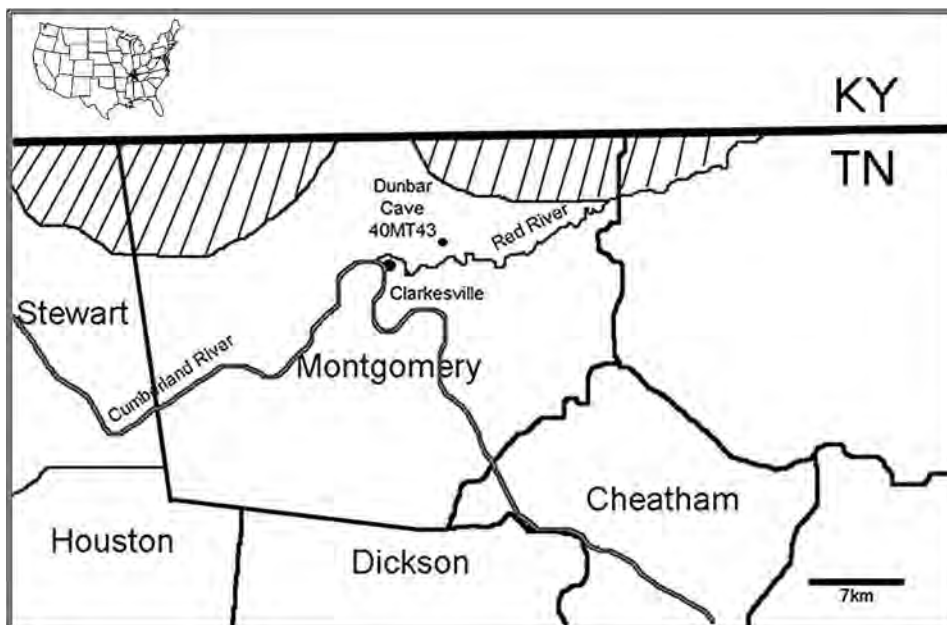 KY
TN
Dunbar
Cave
40MT43
Red River
Clarkesville
Stewart
Cumberland River
Montgomery
Cheatham
Houston
Dickson
7km